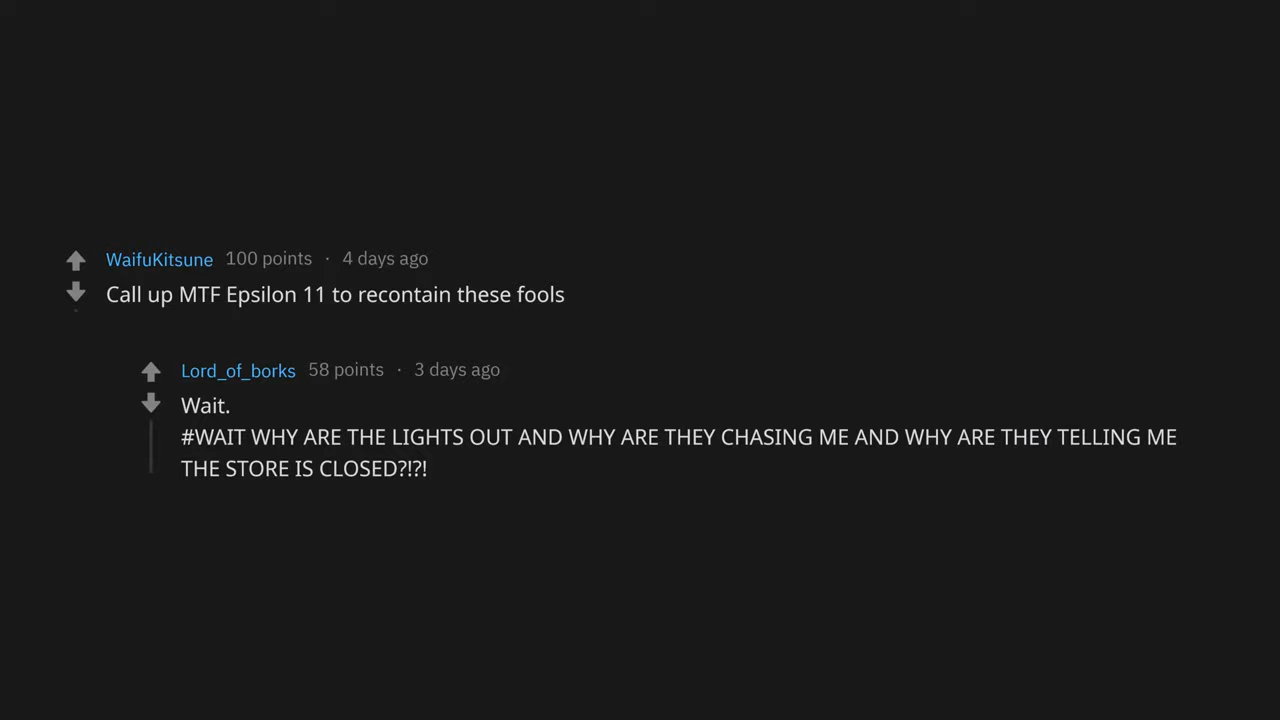 WaifuKitsune 100 points · 4 days ago
Call up MTF Epsilon 11 to recontain these fools
Lord_of_borks 58 points · 3 days ago
Wait.
#WAIT WHY ARE THE LIGHTS OUT AND WHY ARE THEY CHASING ME AND WHY ARE THEY TELLING ME
THE STORE IS CLOSED?!?!